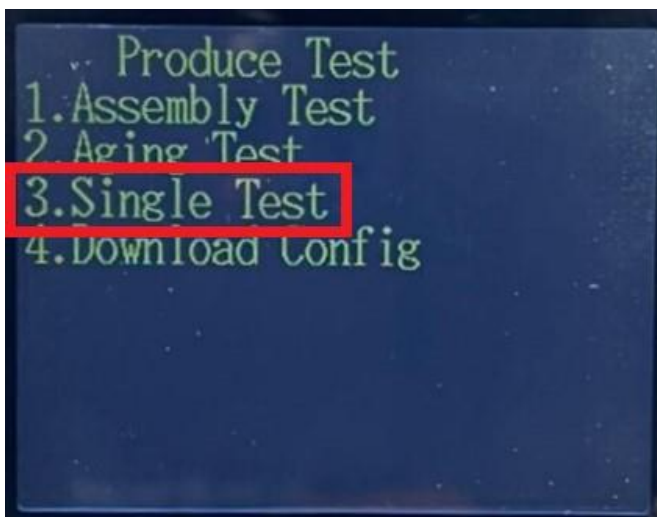 Produce Test
1.Assembly Test
2.Aging Test
3.Single Test
4.Download Config